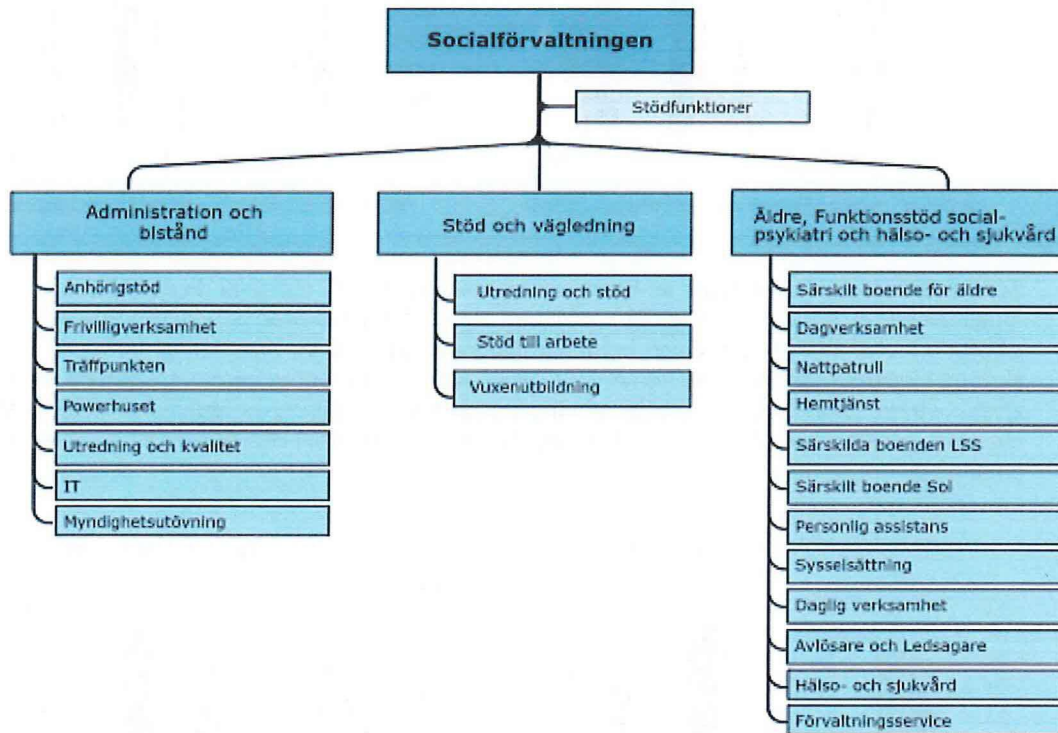 Socialförvaltningen
Stödfunktioner
Administration och
bistånd
Anhörigstöd
Frivilligverksamhet
Träffpunkten
Powerhuset
Utredning och kvalitet
IT
Myndighetsutövning
Stöd och vägledning
Utredning och stöd
Stöd till arbete
Vuxenutbildning
Äldre, Funktionsstöd social-
psykiatri och hälso- och sjukvård
Särskilt boende för äldre
Dagverksamhet
Nattpatrull
Hemtjänst
Särskilda boenden LSS
Särskilt boende Sol
Personlig assistans
Sysselsättning
Daglig verksamhet
Avlösare och Ledsagare
Hälso- och sjukvård
Förvaltningsservice